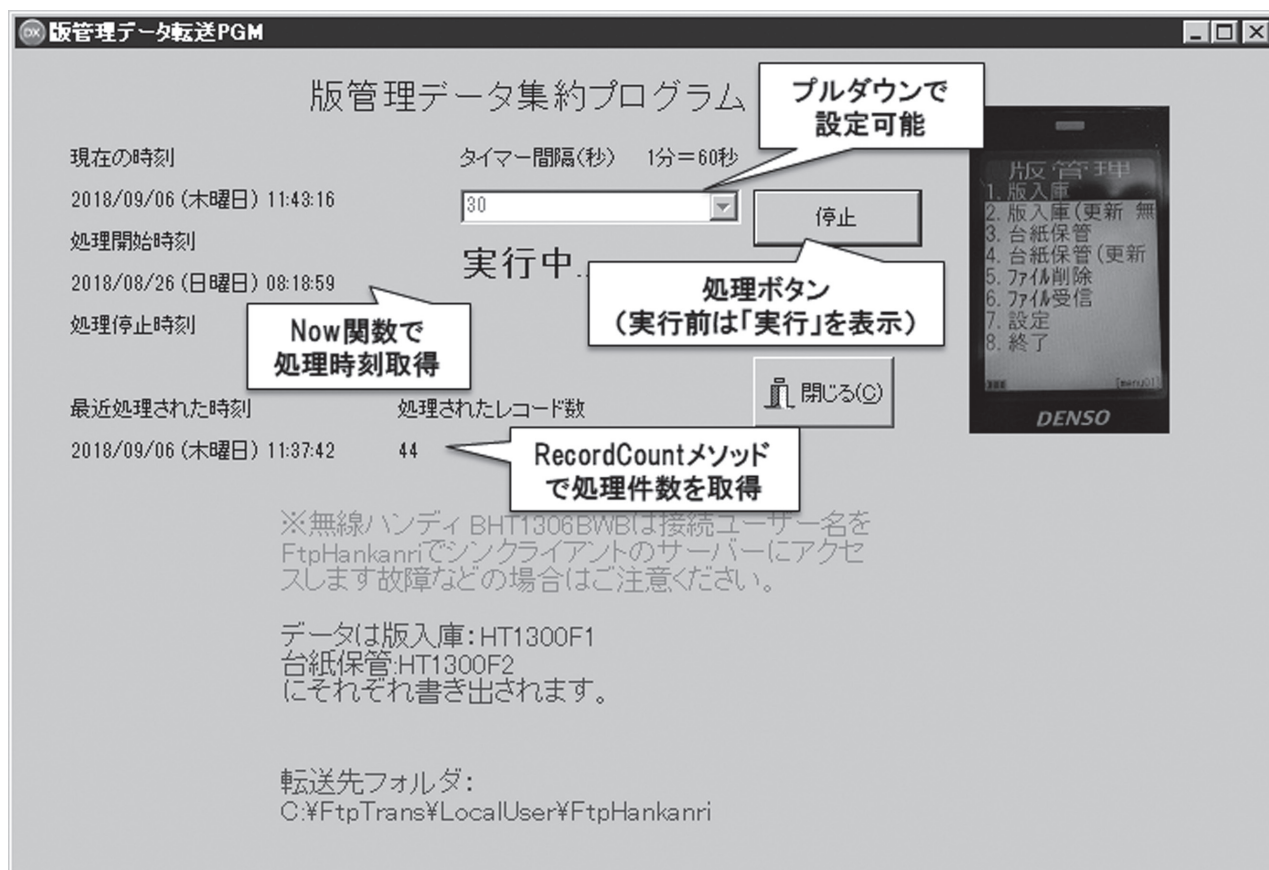 版管理データ転送PGM
版管理データ集約プログラム
プルダウンで
設定可能
現在の時刻
タイマー間隔(秒) 1分=60秒
2018/09/06 (木曜日) 11:43:16
30
停止
処理開始時刻
実行中..
2018/08/26 (日曜日) 08:18:59
処理ボタン
(実行前は「実行」を表示)
処理停止時刻
Now関数で
処理時刻取得
閉じる(C)
最近処理された時刻
処理されたレコード数
2018/09/06 (木曜日) 11:37:42
44
RecordCountメソッド
で処理件数を取得
版管理
1. 版入庫
2. 版入庫(更新 無
3. 台紙保管
4. 台紙保管(更新
5. ファイル削除
6. ファイル受信
7. 設定
8. 終了
[menu01]
DENSO
※無線ハンディ BHT1306BWBは接続ユーザー名を
FtpHankanriでシンクライアントのサーバーにアクセ
スします故障などの場合はご注意ください。
データは版入庫:HT1300F1
台紙保管:HT1300F2
にそれぞれ書き出されます。
転送先フォルダ:
C:¥FtpTrans¥LocalUser¥FtpHankanri